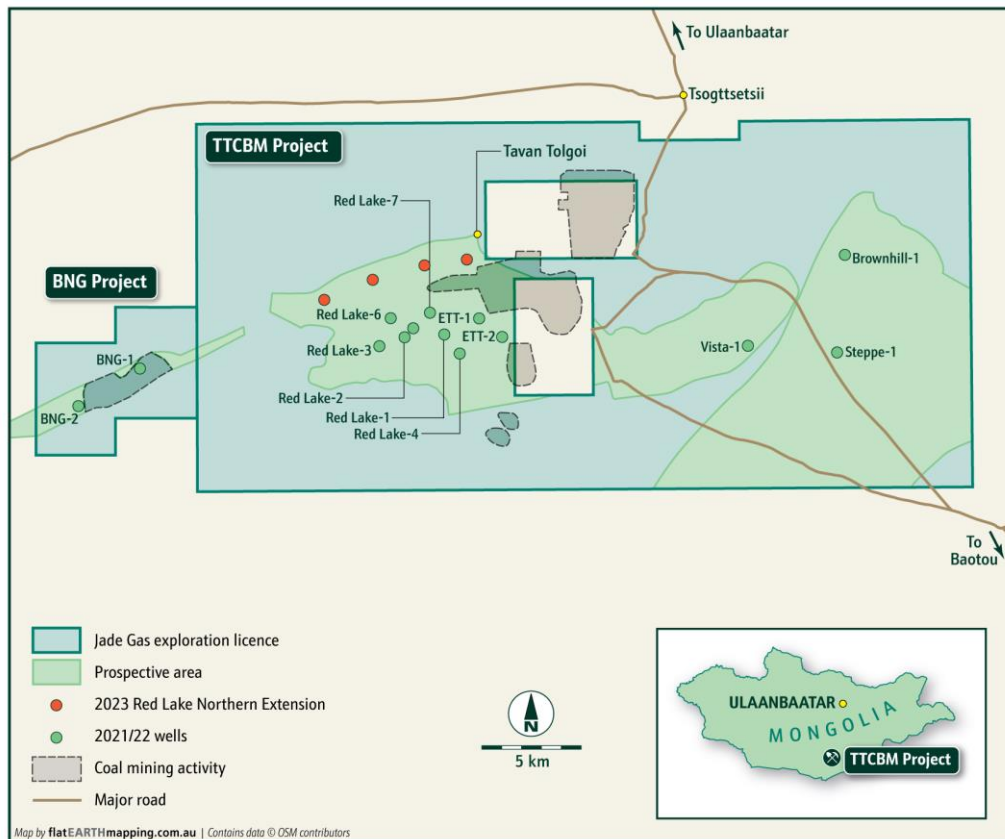 To Ulaanbaatar
Tsogttsetsii
TTCBM Project
Tavan Tolgoi
Red Lake-7
Brownhill-1
BNG Project
Red Lake-6
ETT-1
ETT-2
Red Lake-3
Vista-1
Steppe-1
BNG-1
Red Lake-2
BNG-2
Red Lake-1
Red Lake-4
To
Baotou
Jade Gas exploration licence
Prospective area
2023 Red Lake Northern Extension
2021/22 wells
Coal mining activity
Major road
N
5 km
ULAANBAATAR
MONGOLIA
TTCBM Project
Map by flatEARTHmapping.com.au | Contains data © OSM contributors